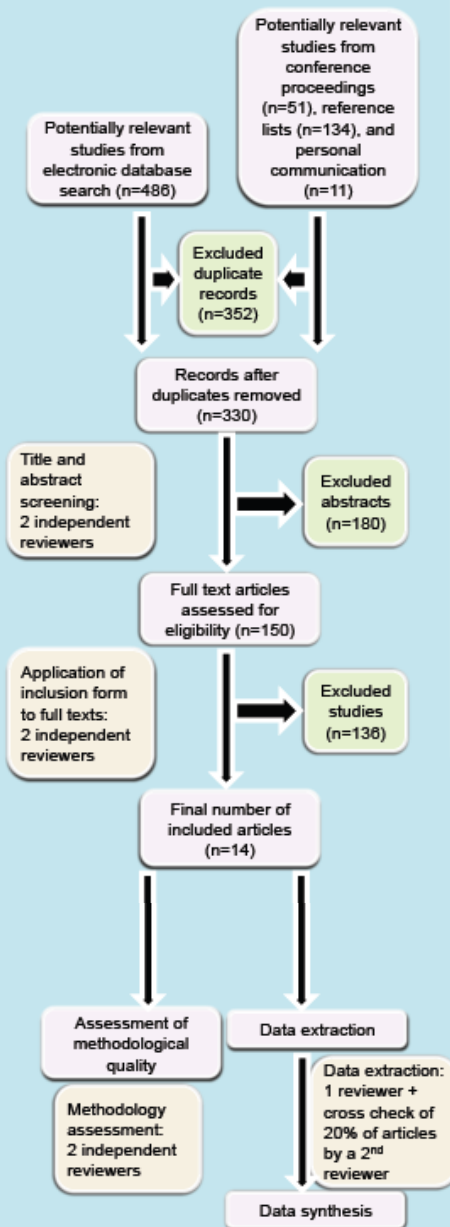 Potentially relevant
studies from
electronic database
search (n=486)
Potentially relevant
studies from
conference
proceedings
(n=51), reference
lists (n=134), and
personal
communication
(n=11)
Excluded
duplicate
records
(n=352)
Records after
duplicates removed
(n=330)
Title and
abstract
screening:
2 independent
reviewers
Excluded
abstracts
(n=180)
Full text articles
assessed for
eligibility (n=150)
Application of
inclusion form
to full texts:
2 independent
reviewers
Excluded
studies
(n=136)
Final number of
included articles
(n=14)
Assessment of
methodological
quality
Methodology
assessment:
2 independent
reviewers
Data extraction
Data extraction:
1 reviewer +
cross check of
20% of articles
by a 2nd
reviewer
Data synthesis